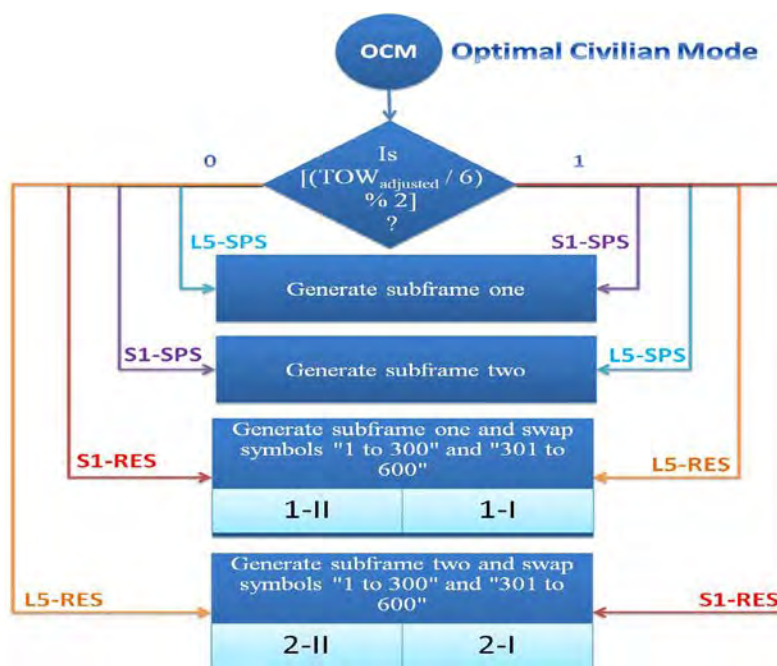 OCM
Optimal Civilian Mode
0
Is
1
[(TOW adjusted / 6)
% 2]
?
L5-SPS
S1-SPS
Generate subframe one
S1-SPS
L5-SPS
Generate subframe two
Generate subframe one and swap
symbols "1 to 300" and "301 to
600"
S1-RES
L5-RES
1-II
1-I
Generate subframe two and swap
symbols "1 to 300" and "301 to
600"
L5-RES
S1-RES
2-II
2-I